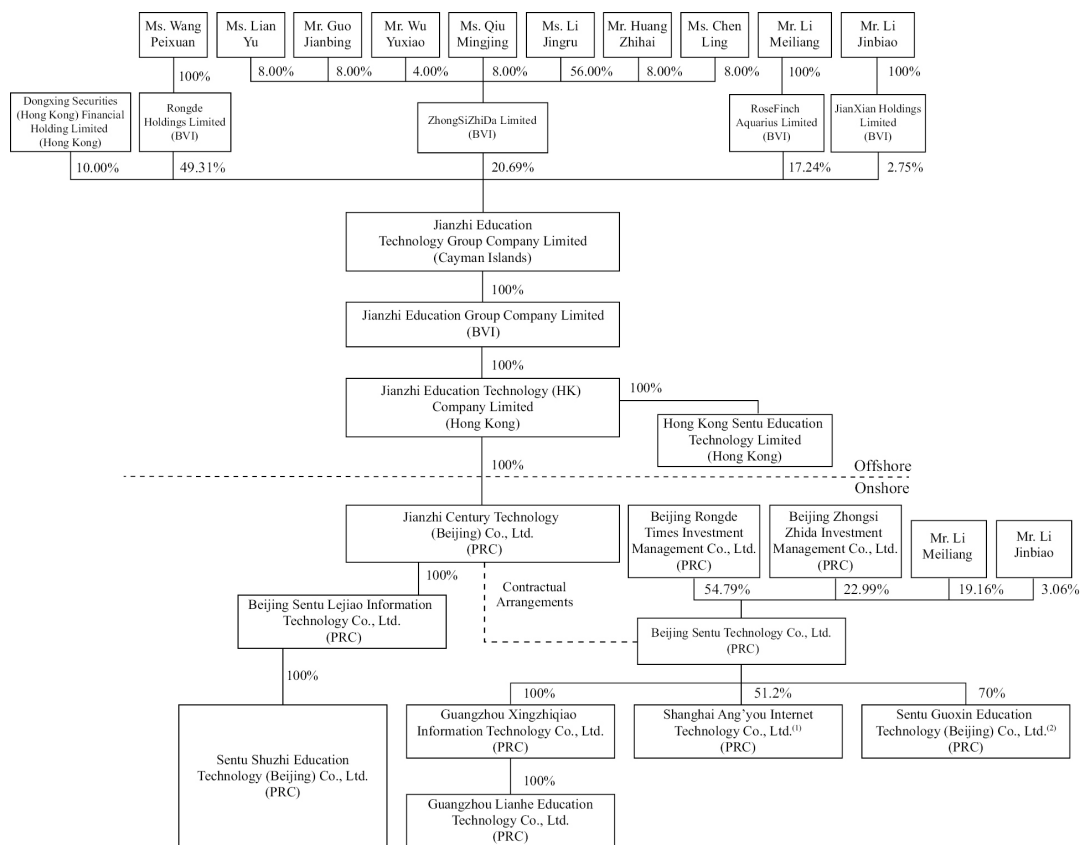 Ms. Wang
Peixuan
Ms. Lian
Yu
Mr. Guo
Jianbing
Mr. Wu
Yuxiao
Ms. Qiu
Mingjing
Ms. Li
Jingru
Mr. Huang
Zhihai
Ms. Chen
Ling
Mr. Li
Meiliang
Mr. Li
Jinbiao
100%
8.00%
8.00%
4.00%
8.00%
56.00%
8.00%
8.00%
100%
100%
Dongxing Securities
(Hong Kong) Financial
Holding Limited
(Hong Kong)
Rongde
Holdings Limited
(BVI)
ZhongSiZhiDa Limited
(BVI)
RoseFinch
Aquarius Limited
(BVI)
JianXian Holdings
Limited
(BVI)
10.00%
49.31%
20.69%
17.24%
2.75%
Jianzhi Education
Technology Group Company Limited
(Cayman Islands)
100%
Jianzhi Education Group Company Limited
(BVI)
100%
Jianzhi Education Technology (HK)
Company Limited
(Hong Kong)
100%
Hong Kong Sentu Education
Technology Limited
(Hong Kong)
100%
Offshore
Onshore
Jianzhi Century Technology
(Beijing) Co., Ltd.
(PRC)
Beijing Rongde
Times Investment
Management Co., Ltd.
(PRC)
Beijing Zhongsi
Zhida Investment
Management Co., Ltd.
(PRC)
Mr. Li
Meiliang
Mr. Li
Jinbiao
100%
Contractual
Arrangements
54.79%
22.99%
19.16%
3.06%
Beijing Sentu Lejiao Information
Technology Co., Ltd.
(PRC)
Beijing Sentu Technology Co., Ltd.
(PRC)
100%
100%
51.2%
70%
Sentu Shuzhi Education
Technology (Beijing) Co., Ltd.
(PRC)
Guangzhou Xingzhiqiao
Information Technology Co., Ltd.
(PRC)
Shanghai Ang’you Internet
Technology Co., Ltd.(1)
(PRC)
Sentu Guoxin Education
Technology (Beijing) Co., Ltd.(2)
(PRC)
100%
Guangzhou Lianhe Education
Technology Co., Ltd.
(PRC)